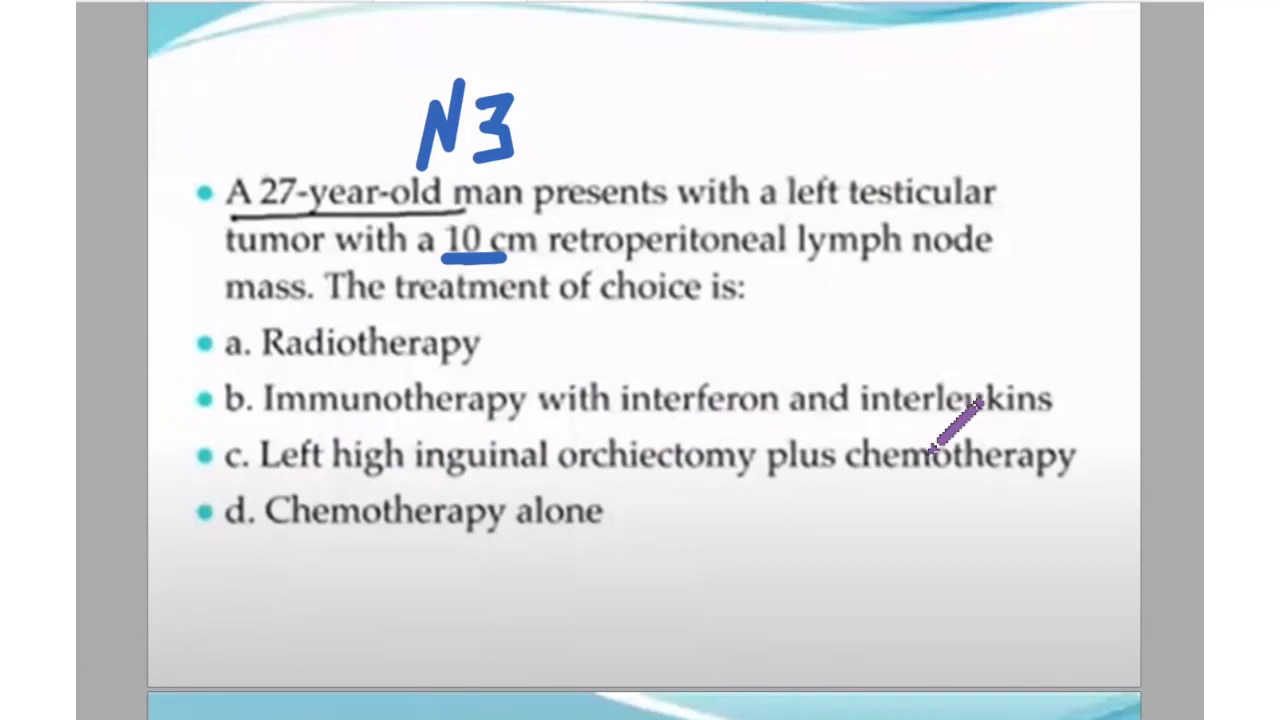 N3
• A 27-year-old man presents with a left testicular
tumor with a 10 cm retroperitoneal lymph node
mass. The treatment of choice is:
• a. Radiotherapy
• b. Immunotherapy with interferon and interleukins
• c. Left high inguinal orchiectomy plus chemotherapy
• d. Chemotherapy alone